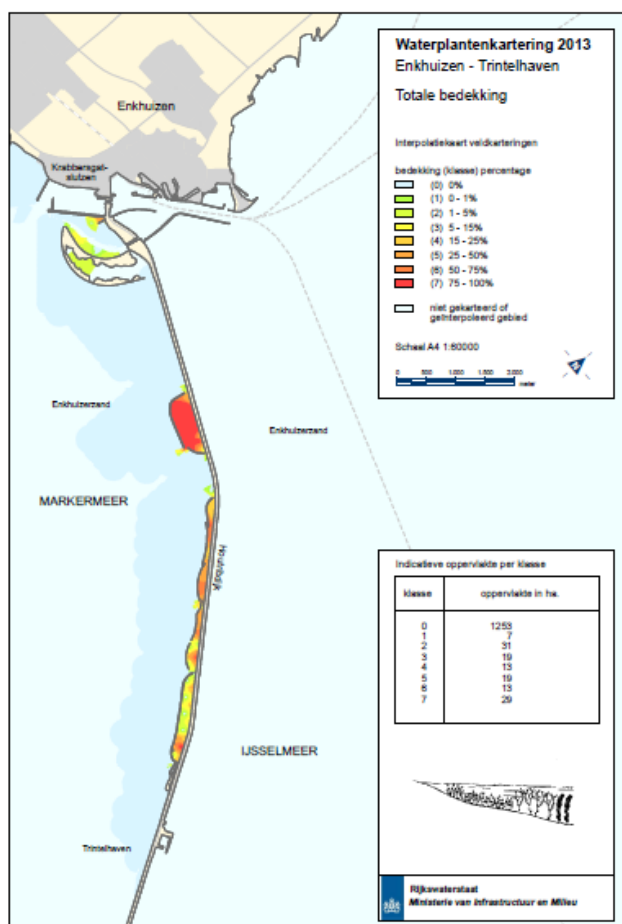 Waterplantenkartering 2013
Enkhuizen - Trintelhaven
Totale bedekking
Interpolatiekaart veldkarteringen
bedekking (klasse) percentage
(0) 0%
(1) 0 - 1%
(2) 1 - 5%
(3) 5 - 15%
(4) 15 - 25%
(5) 25 - 50%
(6) 50 - 75%
(7) 75 - 100%
niet gekarteerd of
geïnterpoleerd gebied
Schaal A4 1:60000
0 500 1.000 1.500 2.000
meter
Enkhuizen
Krabbersgat-
sluizen
Enkhuizerzand
Enkhuizerzand
MARKERMEER
Houtribdijk
IJSSELMEER
Trintelhaven
Indicatieve oppervlakte per klasse
klasse oppervlakte in ha.
0 1253
1 7
2 31
3 19
4 13
5 19
6 13
7 29
Rijkswaterstaat
Ministerie van Infrastructuur en Milieu